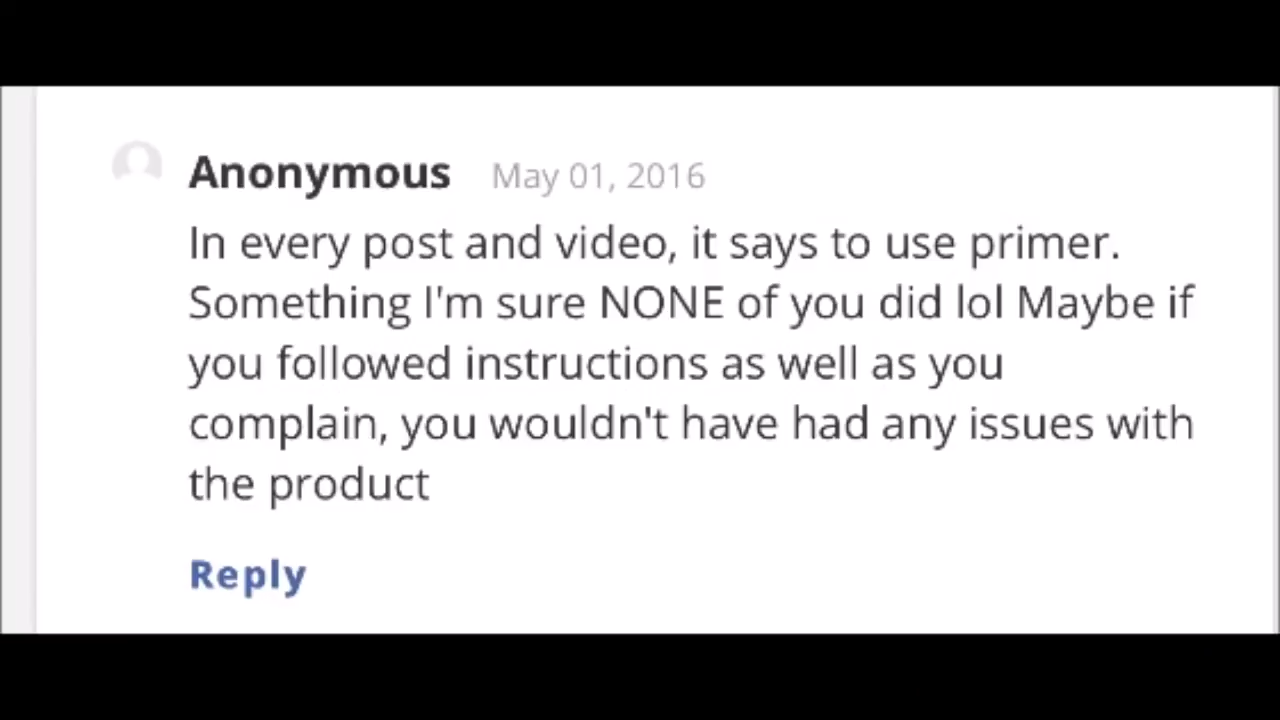 Anonymous May 01, 2016
In every post and video, it says to use primer.
Something I'm sure NONE of you did lol Maybe if
you followed instructions as well as you
complain, you wouldn't have had any issues with
the product
Reply